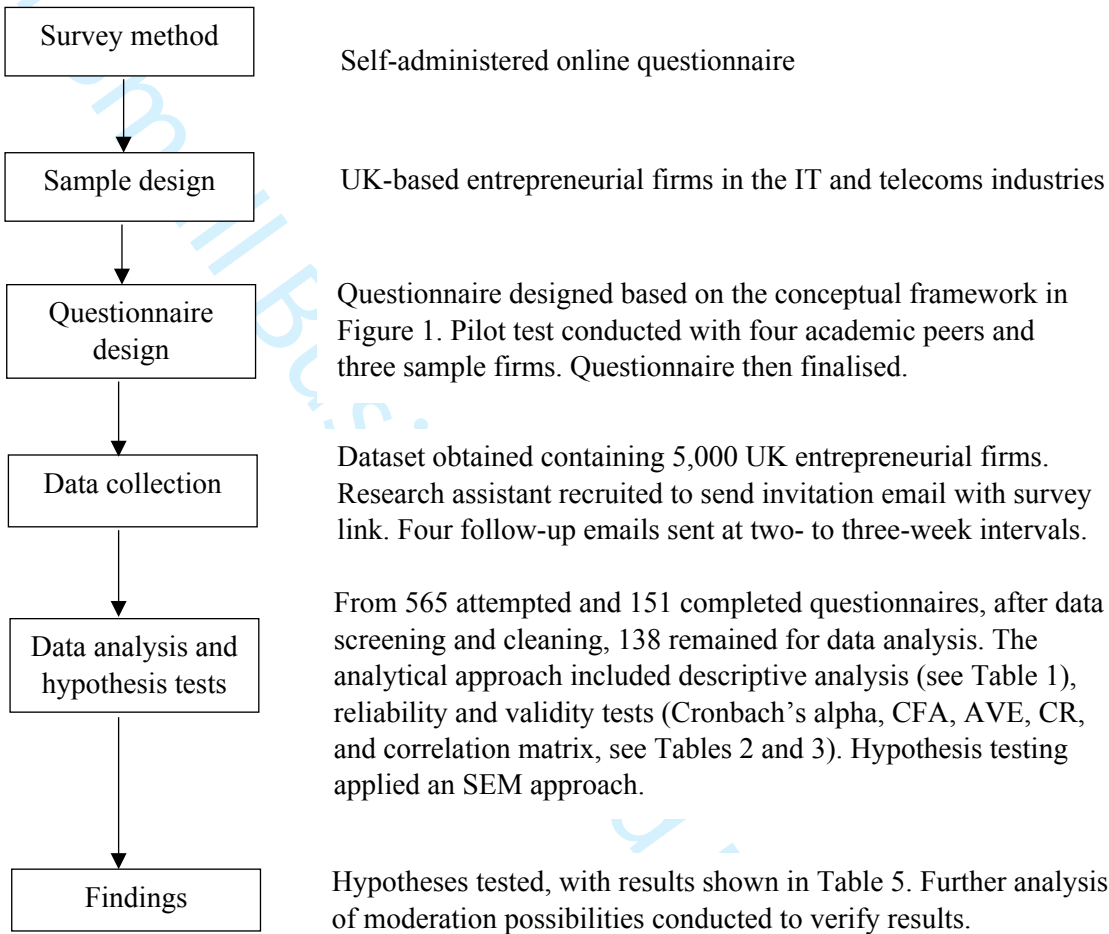 Survey method
Self-administered online questionnaire
Sample design
UK-based entrepreneurial firms in the IT and telecoms industries
Questionnaire
design
Questionnaire designed based on the conceptual framework in
Figure 1. Pilot test conducted with four academic peers and
three sample firms. Questionnaire then finalised.
Data collection
Dataset obtained containing 5,000 UK entrepreneurial firms.
Research assistant recruited to send invitation email with survey
link. Four follow-up emails sent at two- to three-week intervals.
Data analysis and
hypothesis tests
From 565 attempted and 151 completed questionnaires, after data
screening and cleaning, 138 remained for data analysis. The
analytical approach included descriptive analysis (see Table 1),
reliability and validity tests (Cronbach’s alpha, CFA, AVE, CR,
and correlation matrix, see Tables 2 and 3). Hypothesis testing
applied an SEM approach.
Findings
Hypotheses tested, with results shown in Table 5. Further analysis
of moderation possibilities conducted to verify results.